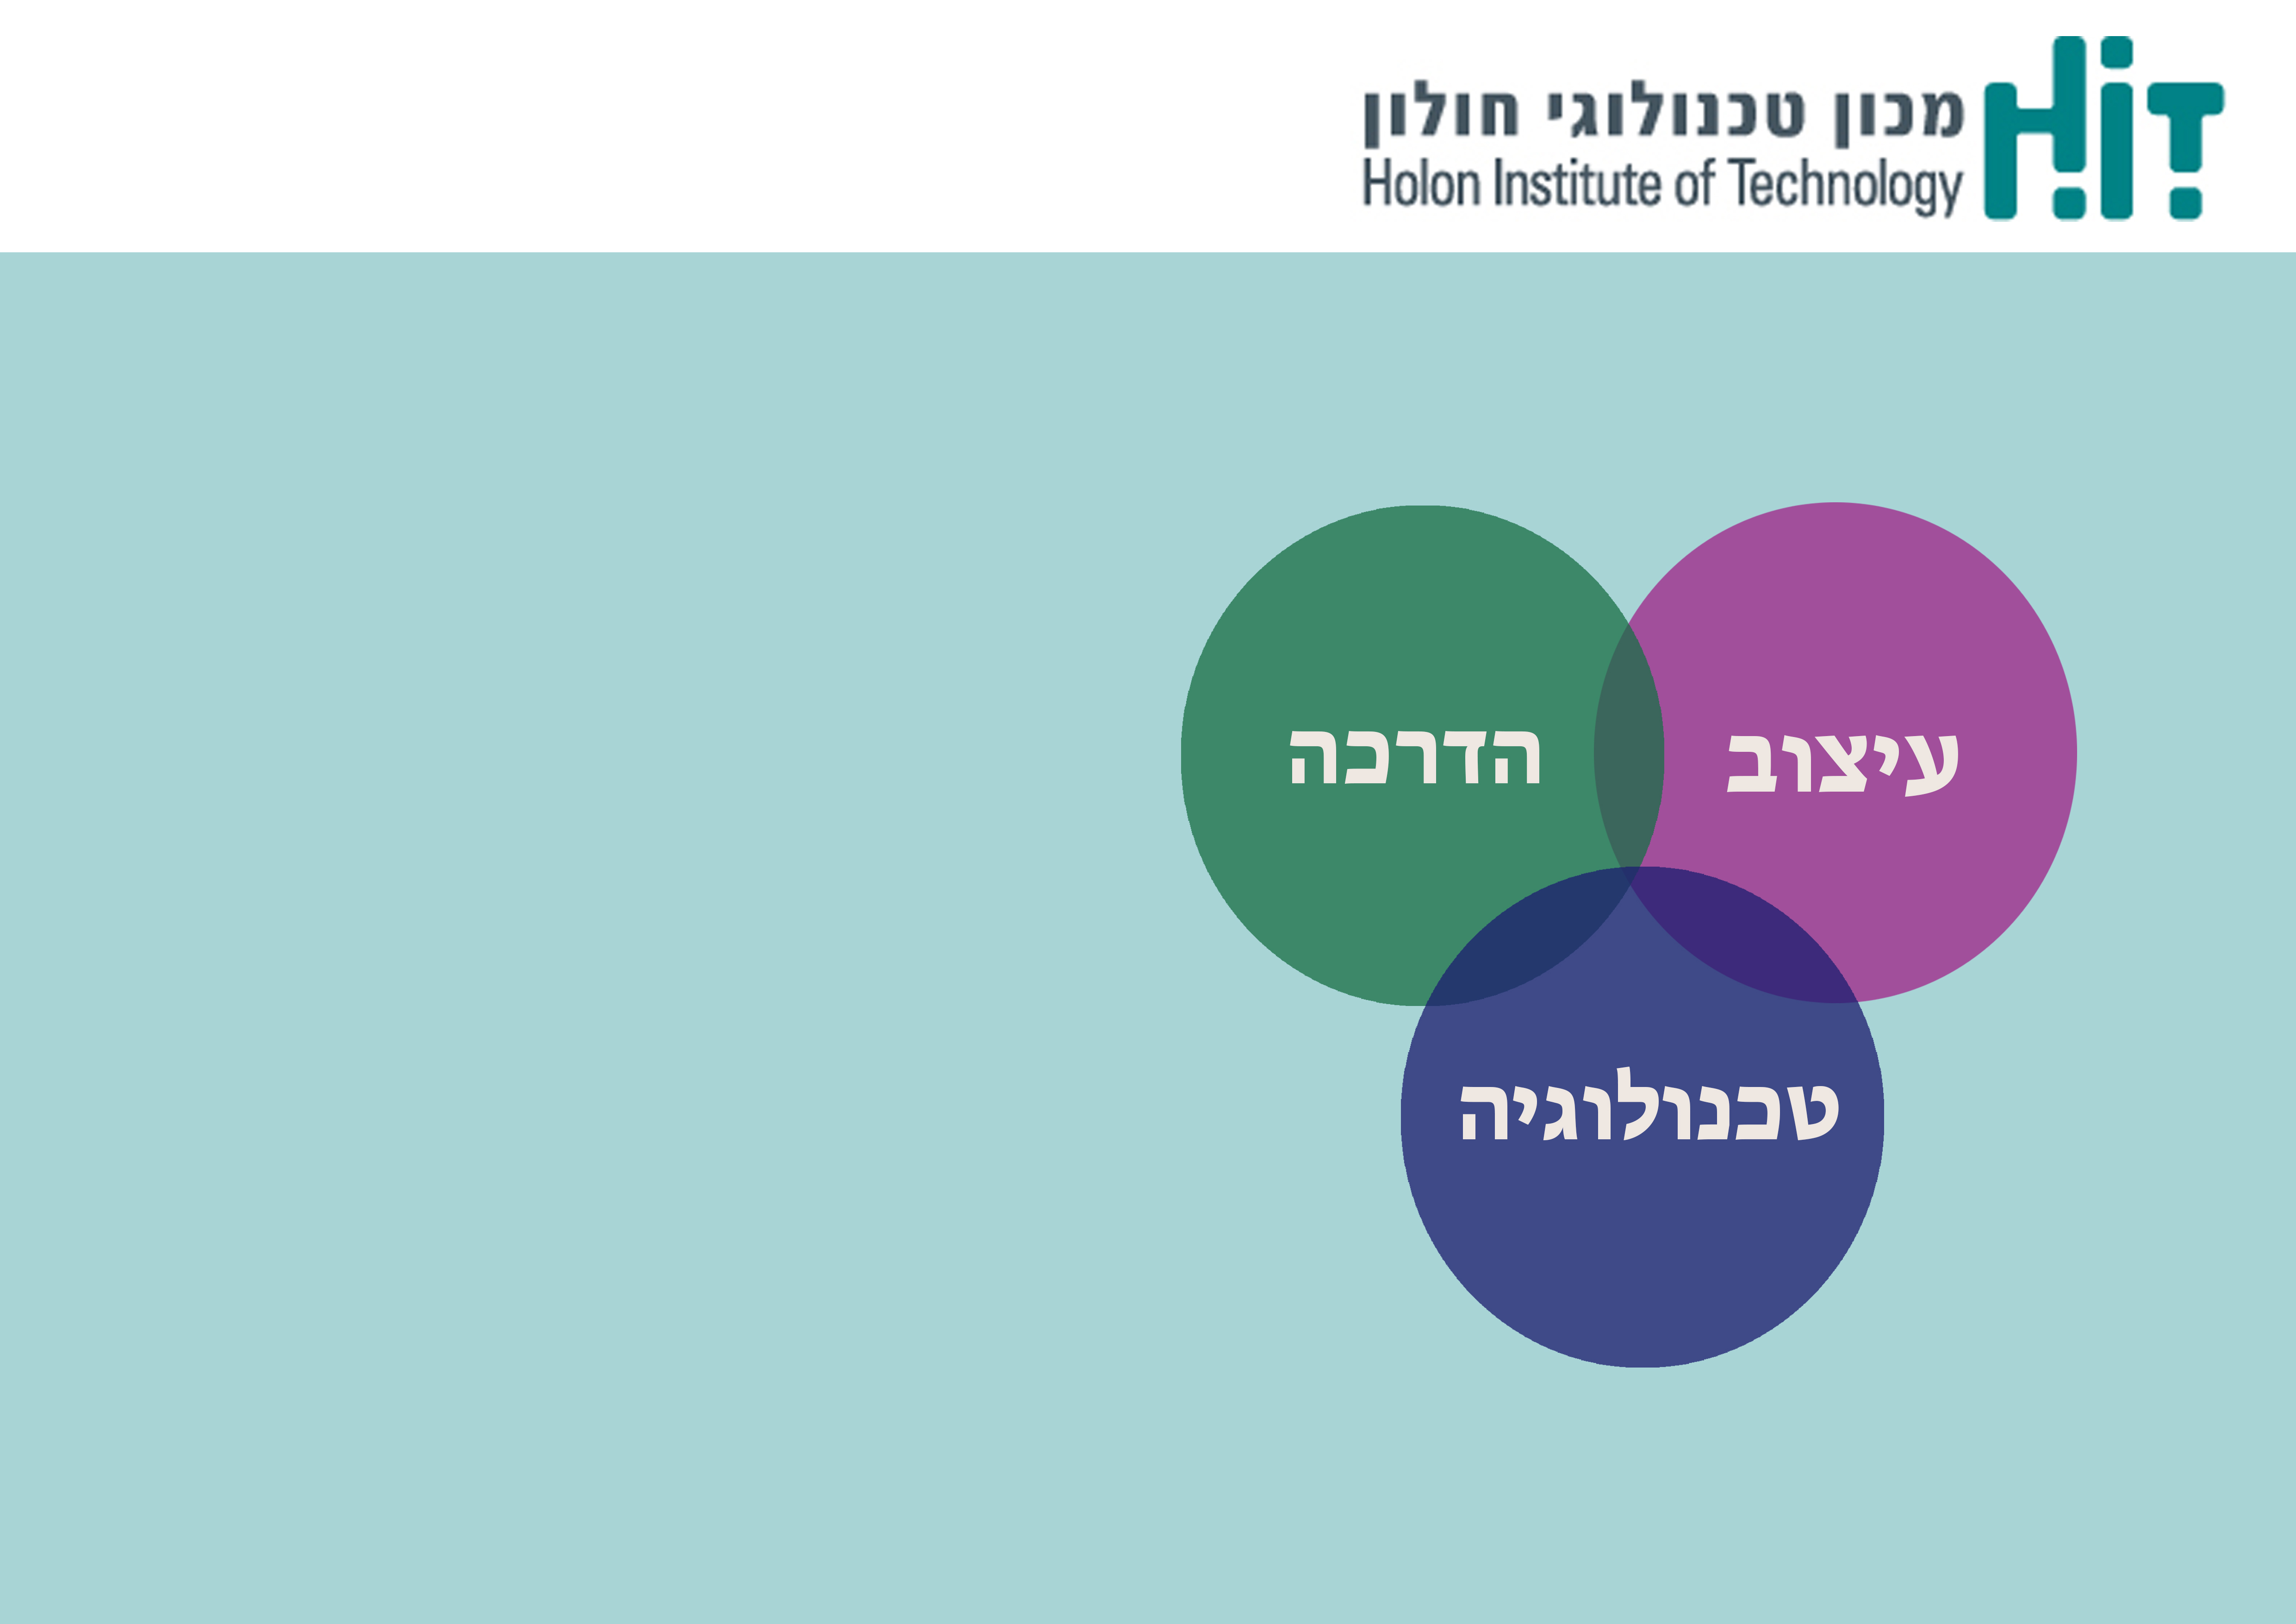 מכון טכנולוגי חולון
Holon Institute of Technology
HiT
עיצוב
הדרכה
טכנולוגיה